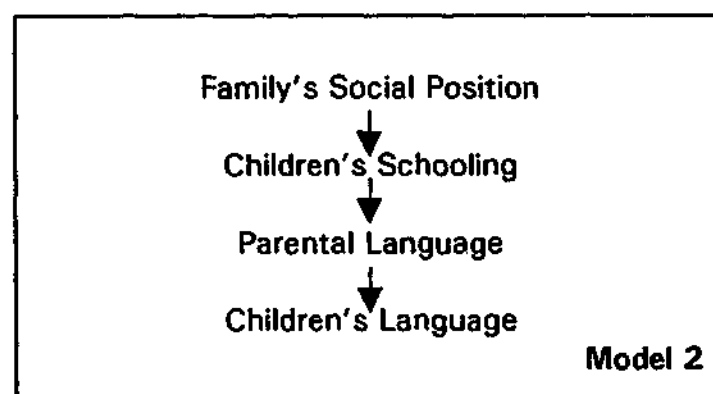 Family's Social Position
Children's Schooling
Parental Language
Children's Language
Model 2